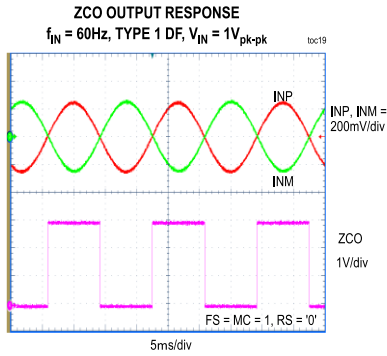 ZCO OUTPUT RESPONSE
fIN = 60Hz, TYPE 1 DF, VIN = 1Vpk-pk
toc19
INP
INP, INM =
200mV/div
INM
ZCO
1V/div
FS = MC = 1, RS = '0'
5ms/div